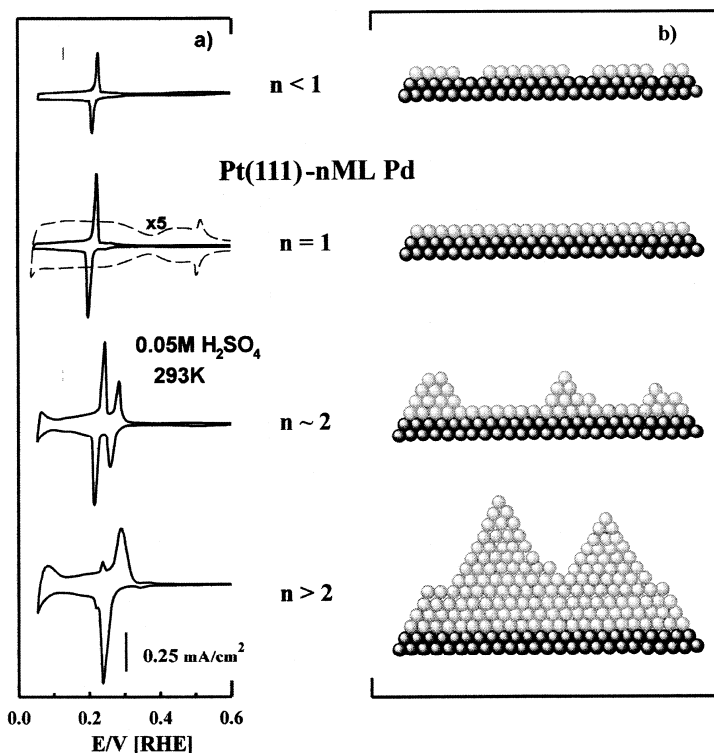 a)
b)
n < 1
Pt(111)-nML Pd
x5
n = 1
0.05M H₂SO₄
293K
n ~ 2
n > 2
0.25 mA/cm²
0.0 0.2 0.4 0.6
E/V [RHE]